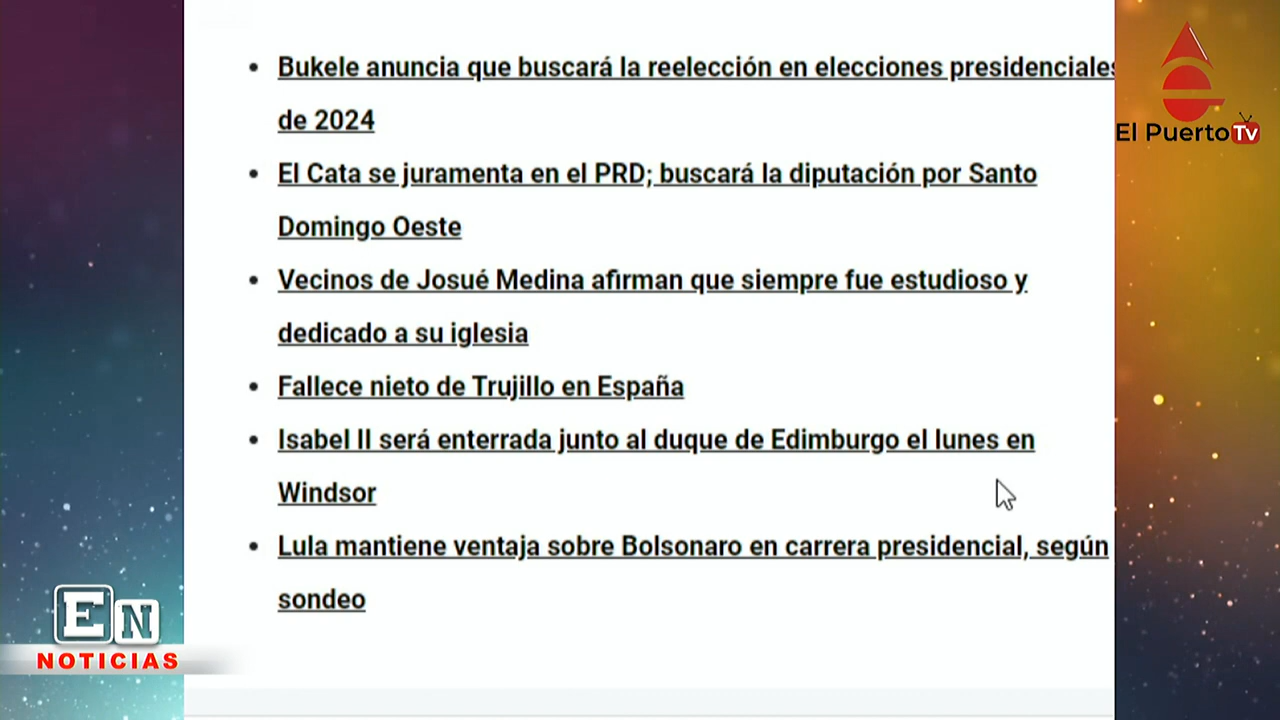 Bukele anuncia que buscará la reelección en elecciones presidenciales
de 2024
El Cata se juramenta en el PRD; buscará la diputación por Santo
Domingo Oeste
Vecinos de Josué Medina afirman que siempre fue estudioso y
dedicado a su iglesia
Fallece nieto de Trujillo en España
Isabel II será enterrada junto al duque de Edimburgo el lunes en
Windsor
Lula mantiene ventaja sobre Bolsonaro en carrera presidencial, según
sondeo
El Puerto Tv
EN
NOTICIAS